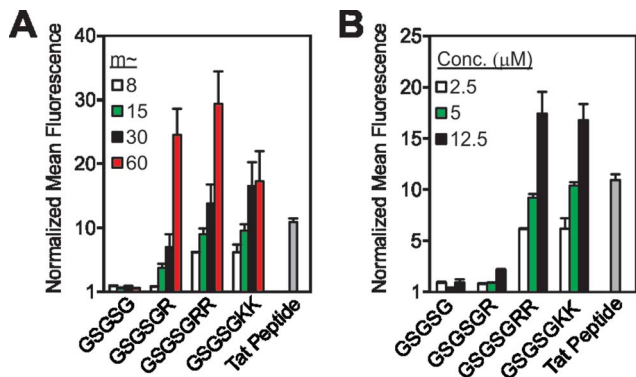 A
Normalized Mean Fluorescence
40
30
20
10
1
m~
8
15
30
60
GSGSG
GSGSGR
GSGSGRR
GSGSGKK
Tat Peptide
B
Normalized Mean Fluorescence
25
20
15
10
5
1
Conc. (μM)
2.5
5
12.5
GSGSG
GSGSGR
GSGSGRR
GSGSGKK
Tat Peptide